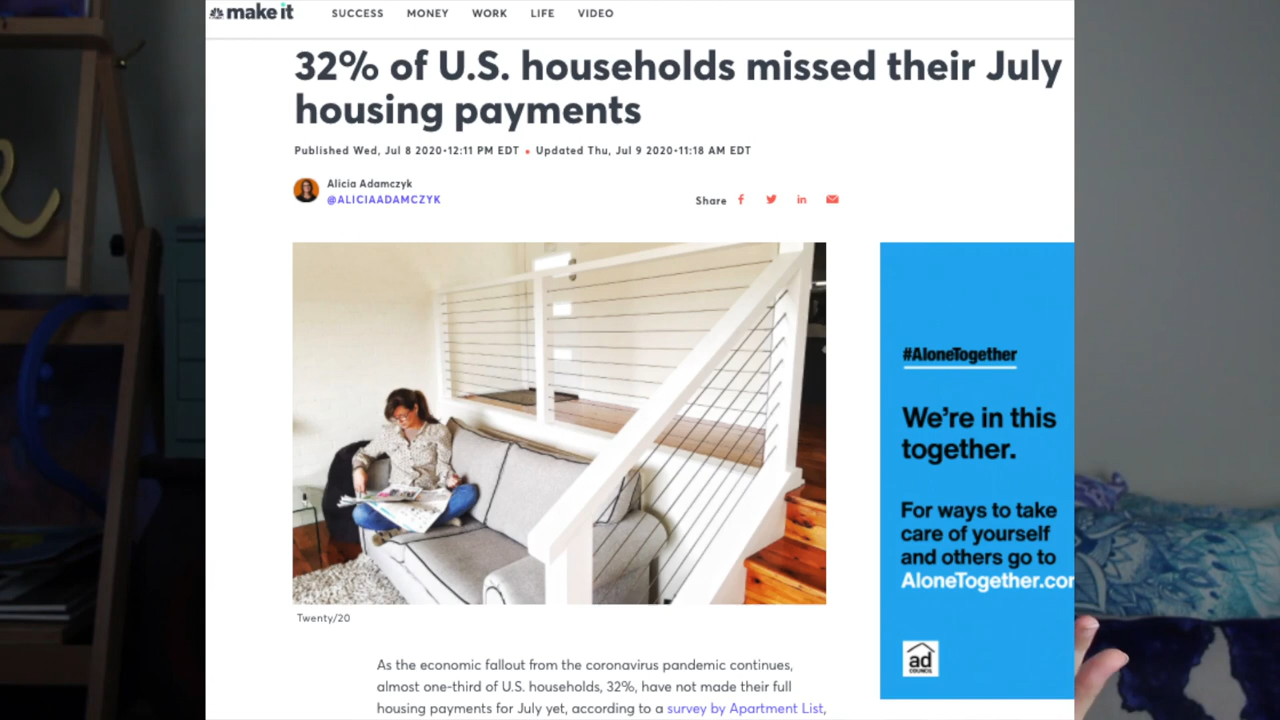 make it SUCCESS MONEY WORK LIFE VIDEO
32% of U.S. households missed their July
housing payments
Published Wed, Jul 8 2020•12:11 PM EDT • Updated Thu, Jul 9 2020•11:18 AM EDT
Alicia Adamczyk
@ALICIAADAMCZYK
Share
#AloneTogether
We're in this
together.
For ways to take
care of yourself
and others go to
AloneTogether.com
ad
COUNCIL
Twenty/20
As the economic fallout from the coronavirus pandemic continues,
almost one-third of U.S. households, 32%, have not made their full
housing payments for July yet, according to a survey by Apartment List,